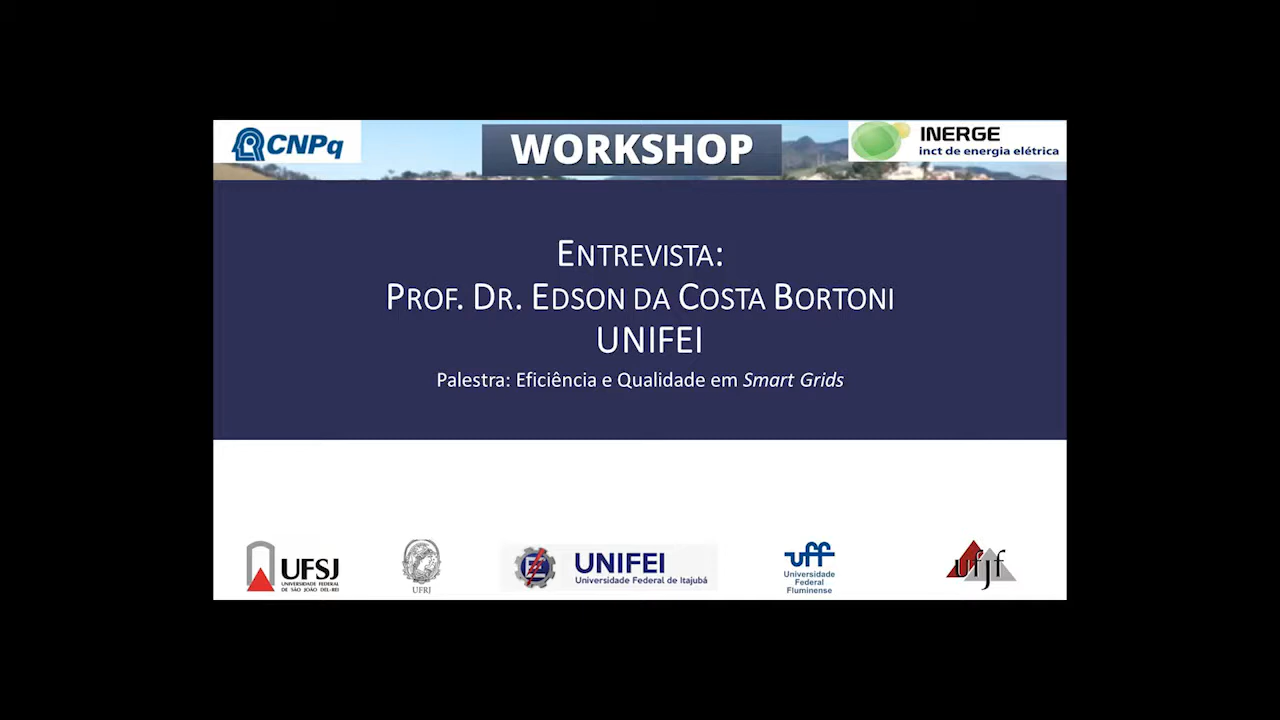 CNPq
WORKSHOP
INERGE
inct de energia elétrica
ENTREVISTA:
PROF. DR. EDSON DA COSTA BORTONI
UNIFEI
Palestra: Eficiência e Qualidade em Smart Grids
UFSJ
UNIVERSIDADE FEDERAL
DE SÃO JOÃO DEL-REI
UFRJ
UNIFEI
Universidade Federal de Itajubá
uff
Universidade
Federal
Fluminense
ufjf